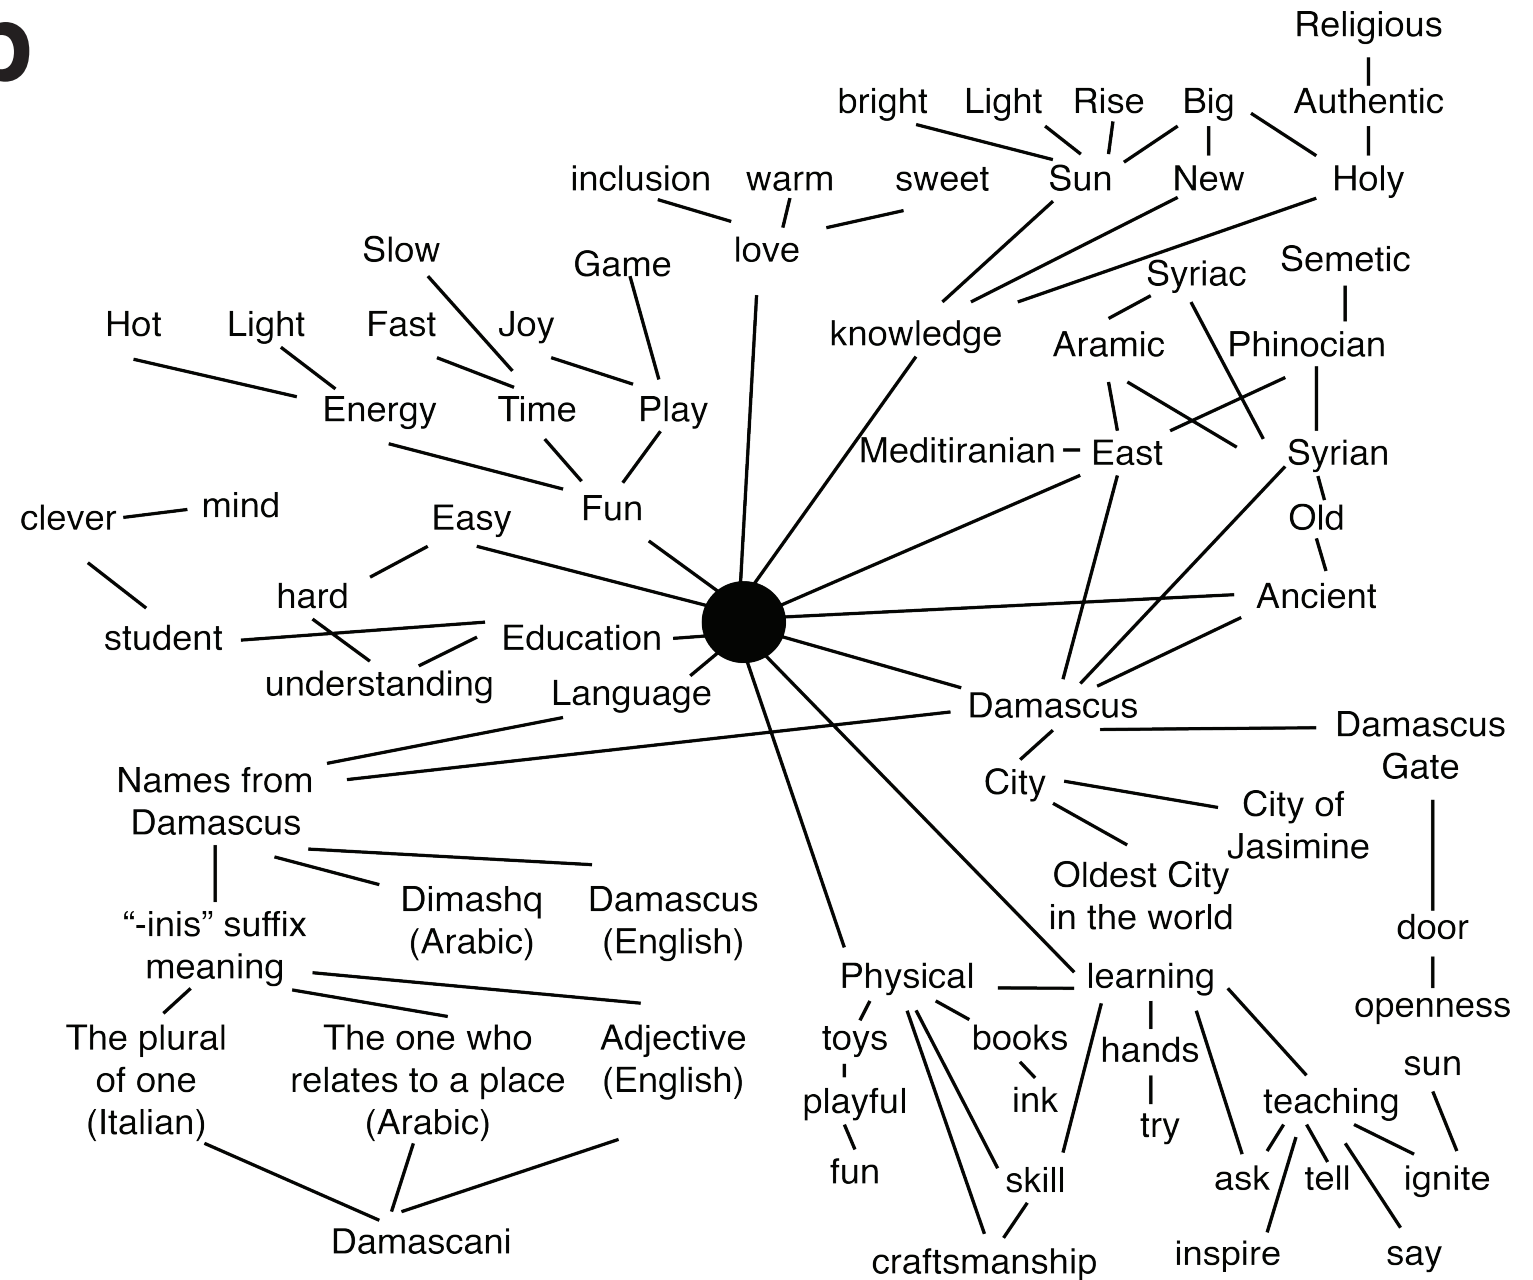 b
Religious
bright
Light
Rise
Big
Authentic
inclusion
warm
sweet
Sun
New
Holy
Slow
Game
love
Syriac
Semetic
Hot
Light
Fast
Joy
knowledge
Aramic
Phinocian
Energy
Time
Play
Meditiranian
East
Syrian
clever
mind
Easy
Fun
Old
hard
Ancient
student
Education
understanding
Language
Damascus
Damascus
Gate
Names from
Damascus
City
City of
Jasimine
Oldest City
in the world
Dimashq
(Arabic)
Damascus
(English)
“-inis” suffix
meaning
door
Physical
learning
openness
The plural
of one
(Italian)
The one who
relates to a place
(Arabic)
Adjective
(English)
toys
books
hands
sun
playful
ink
try
teaching
fun
skill
ask
tell
ignite
Damascani
craftsmanship
inspire
say